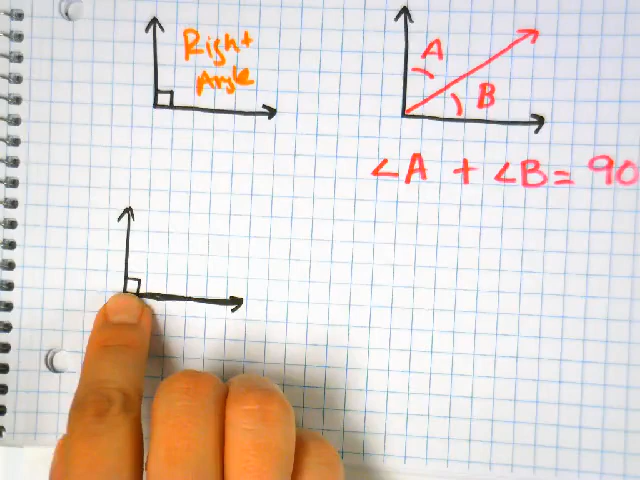 Right
Angle
A
B
∠A + ∠B = 90